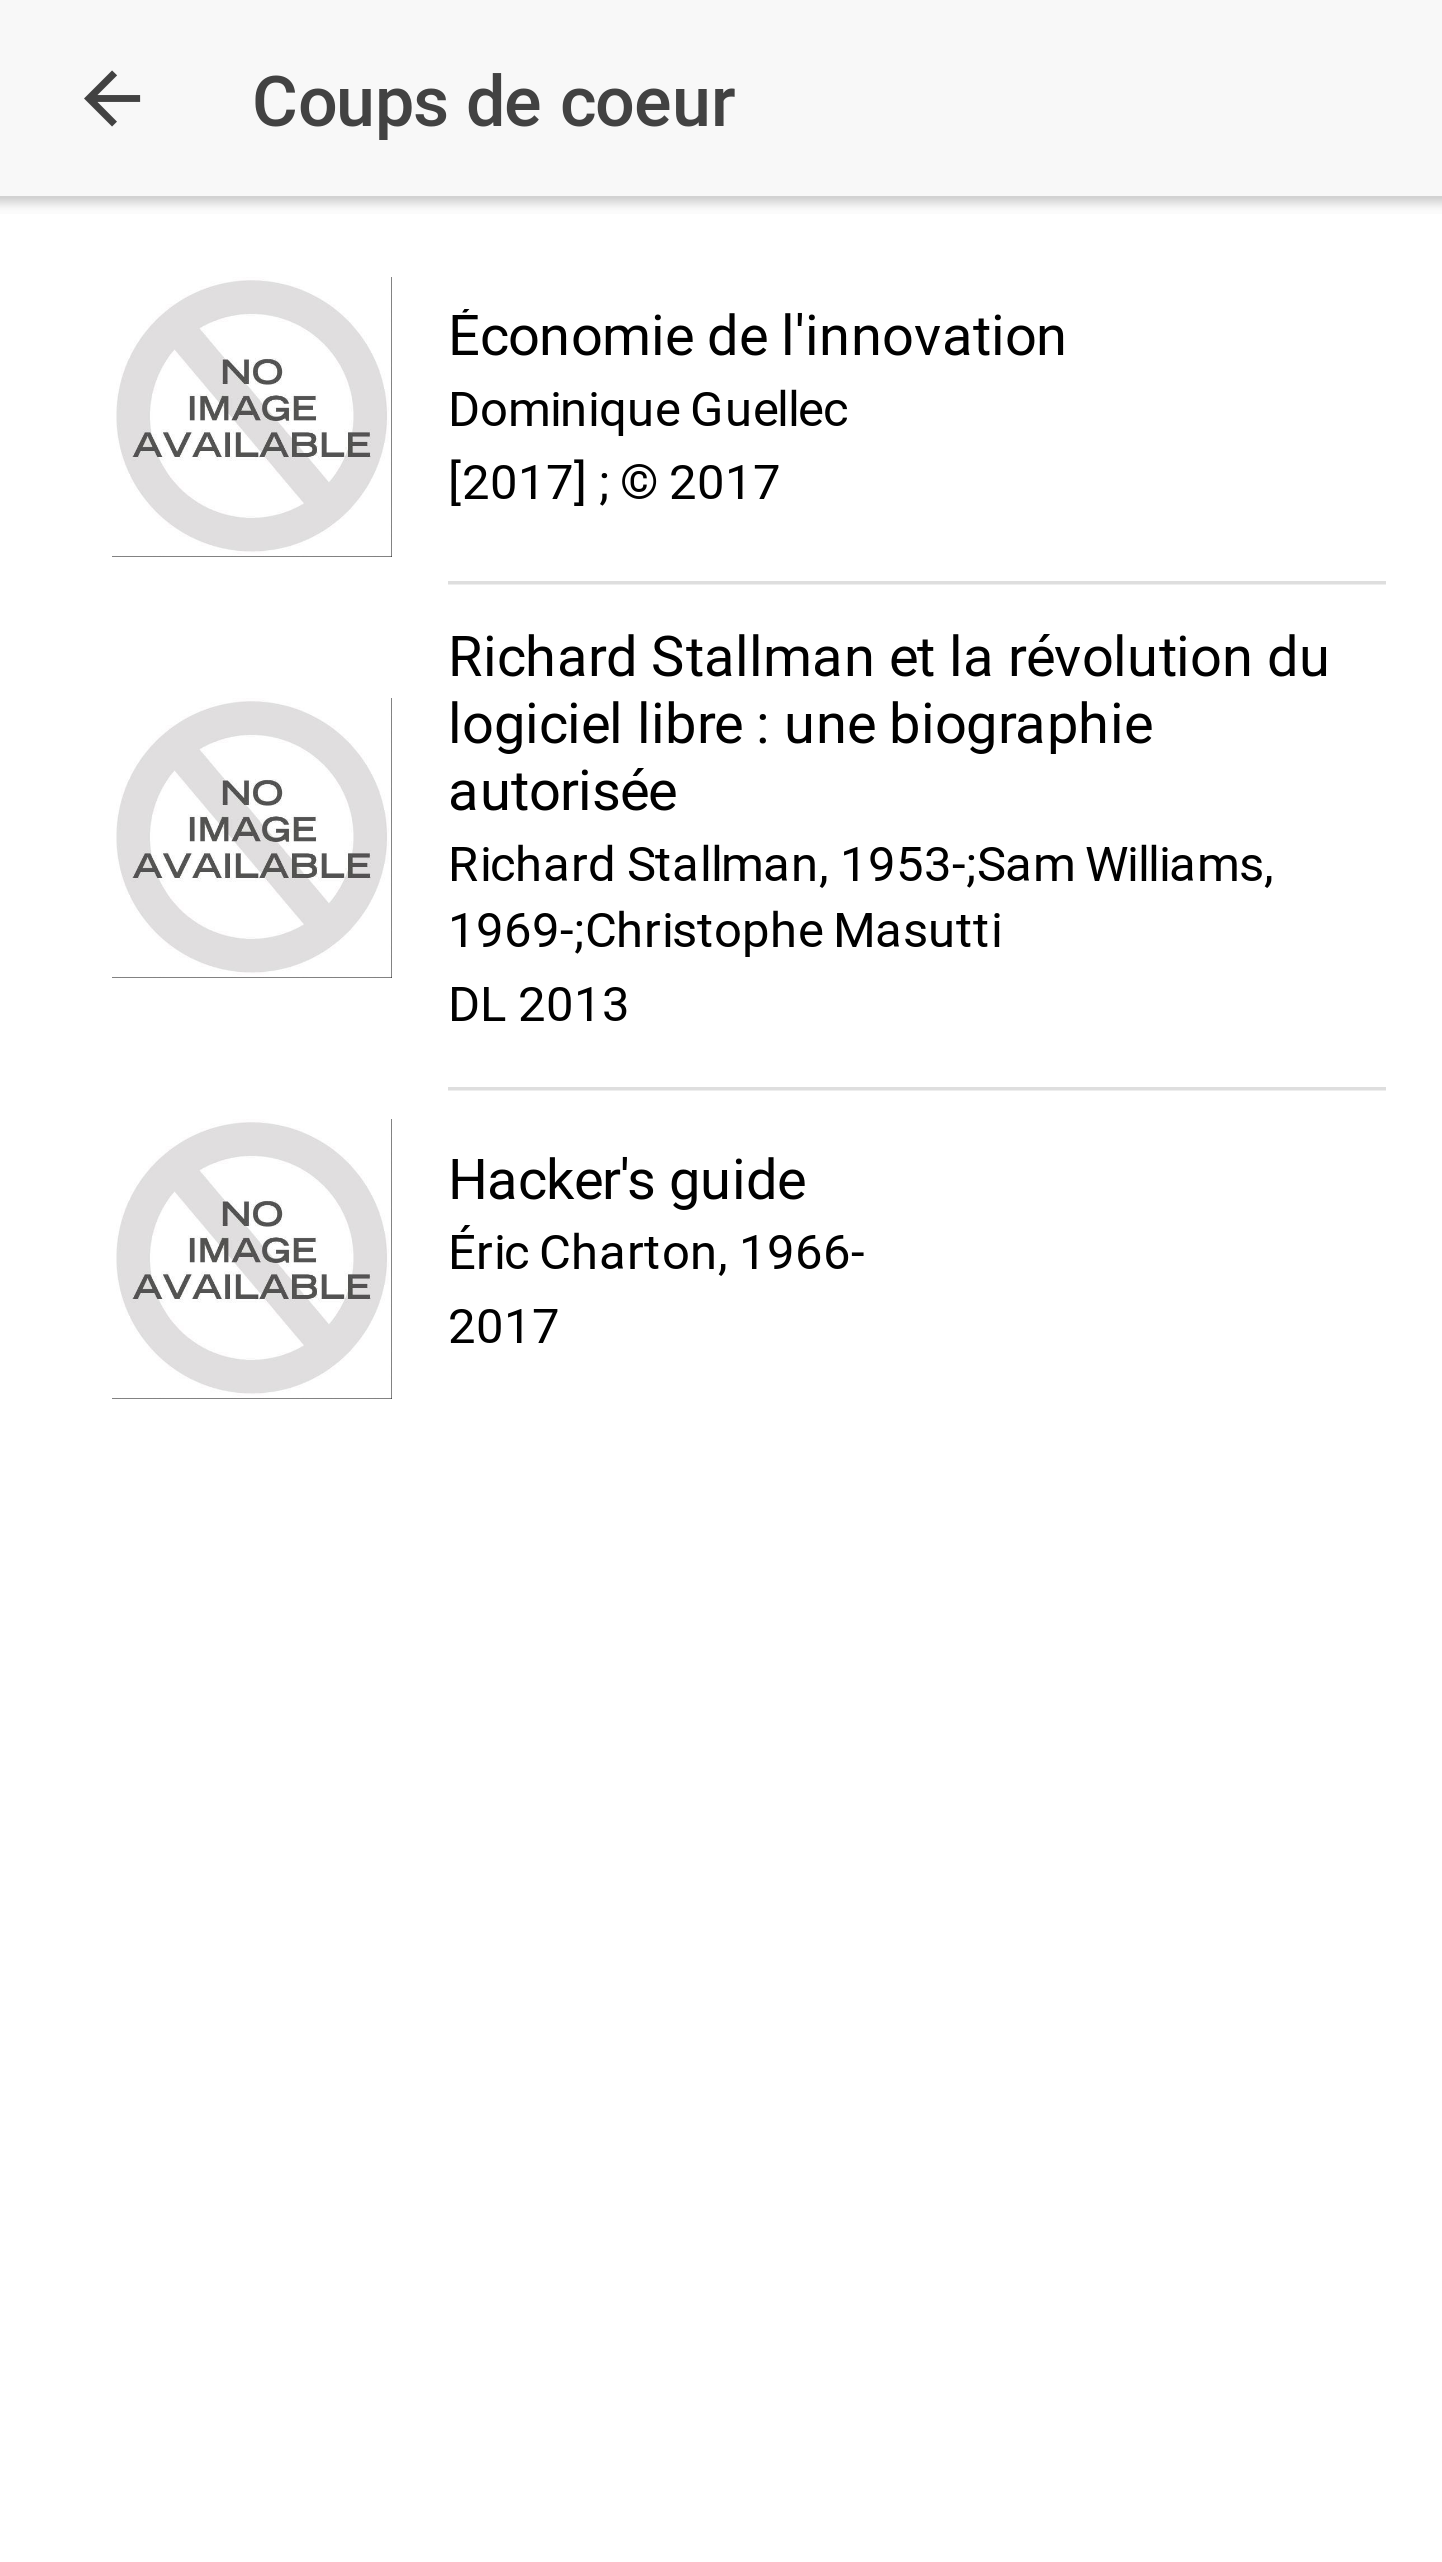 Coups de coeur
NO
IMAGE
AVAILABLE
Économie de l'innovation
Dominique Guellec
[2017] ; © 2017
NO
IMAGE
AVAILABLE
Richard Stallman et la révolution du
logiciel libre : une biographie
autorisée
Richard Stallman, 1953-;Sam Williams,
1969-;Christophe Masutti
DL 2013
NO
IMAGE
AVAILABLE
Hacker's guide
Éric Charton, 1966-
2017